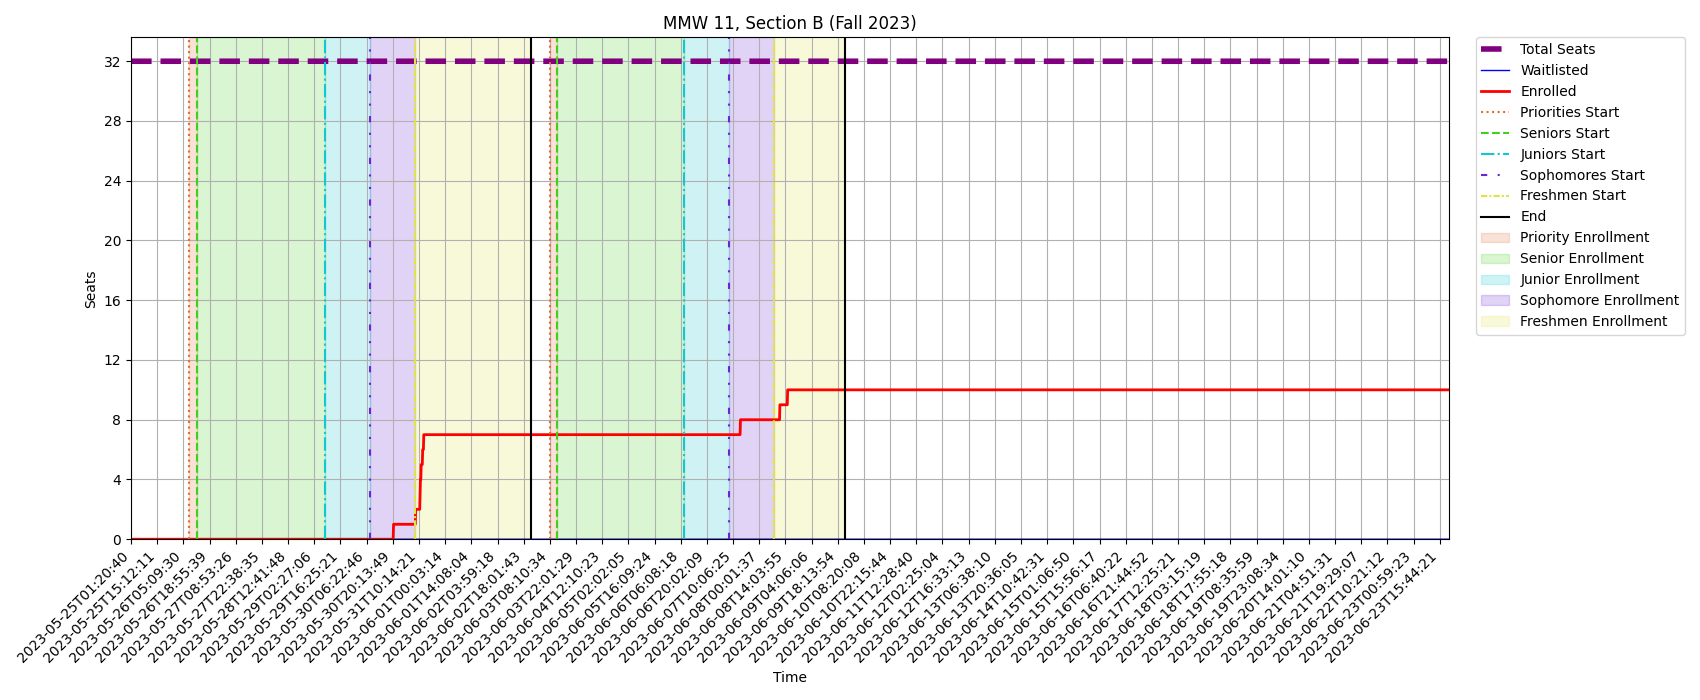 MMW 11, Section B (Fall 2023)
Seats
32
28
24
20
16
12
8
4
0
2023-05-25T01:20:40
2023-05-25T15:12:11
2023-05-26T05:09:30
2023-05-26T18:55:39
2023-05-27T08:53:26
2023-05-27T22:38:35
2023-05-28T12:41:48
2023-05-29T02:27:06
2023-05-29T16:25:21
2023-05-30T06:22:46
2023-05-30T20:13:49
2023-05-31T10:14:21
2023-06-01T00:03:14
2023-06-01T14:08:04
2023-06-02T03:59:18
2023-06-02T18:01:43
2023-06-03T08:10:34
2023-06-03T22:01:29
2023-06-04T12:10:23
2023-06-05T02:02:05
2023-06-05T16:09:24
2023-06-06T06:08:18
2023-06-06T20:02:09
2023-06-07T10:06:25
2023-06-08T00:01:37
2023-06-08T14:03:55
2023-06-09T04:06:06
2023-06-09T18:13:54
2023-06-10T08:20:08
2023-06-10T22:15:44
2023-06-11T12:28:40
2023-06-12T02:25:04
2023-06-12T16:33:13
2023-06-13T06:38:10
2023-06-13T20:36:05
2023-06-14T10:42:31
2023-06-15T01:06:50
2023-06-15T15:56:17
2023-06-16T06:40:22
2023-06-16T21:44:52
2023-06-17T12:25:21
2023-06-18T03:15:19
2023-06-18T17:55:18
2023-06-19T08:35:59
2023-06-19T23:08:34
2023-06-20T14:01:10
2023-06-21T04:51:31
2023-06-21T19:29:07
2023-06-22T10:21:12
2023-06-23T00:59:23
2023-06-23T15:44:21
Time
Total Seats
Waitlisted
Enrolled
Priorities Start
Seniors Start
Juniors Start
Sophomores Start
Freshmen Start
End
Priority Enrollment
Senior Enrollment
Junior Enrollment
Sophomore Enrollment
Freshmen Enrollment